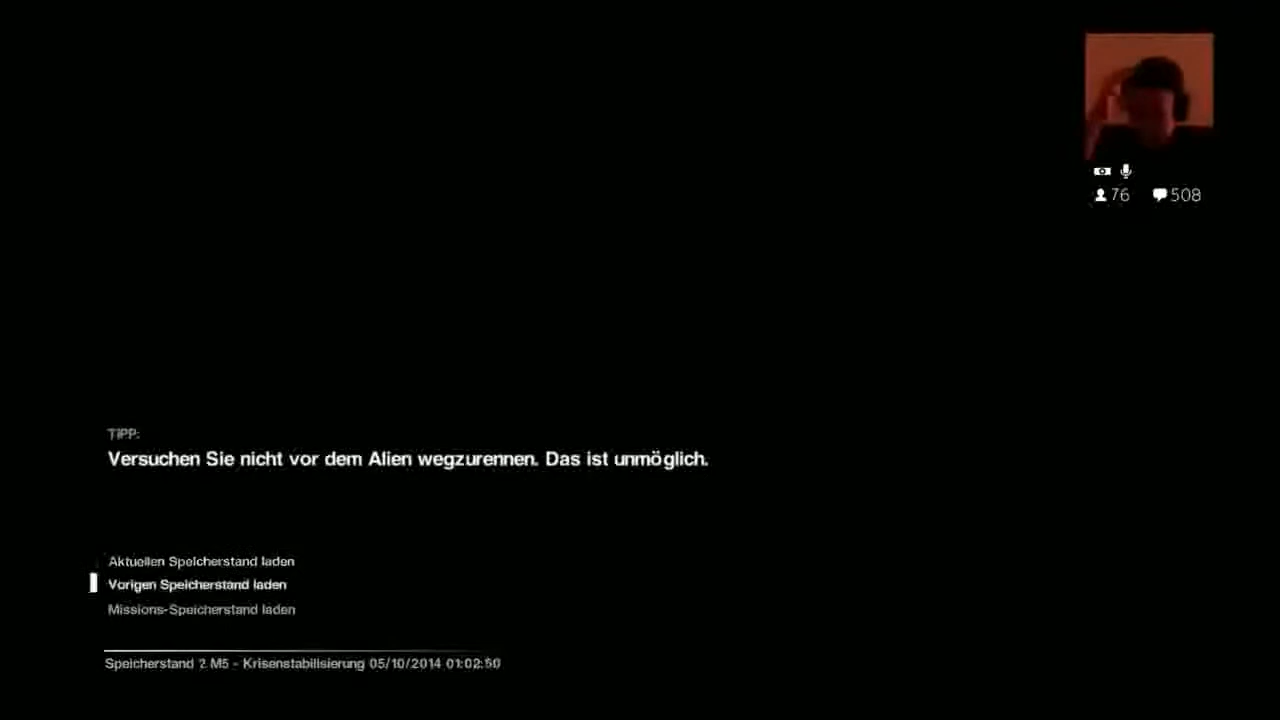 76 508
TIPP:
Versuchen Sie nicht vor dem Alien wegzurennen. Das ist unmöglich.
Aktuellen Speicherstand laden
Vorigen Speicherstand laden
Missions-Speicherstand laden
Speicherstand 2 M5 - Krisenstabilisierung 05/10/2014 01:02:50